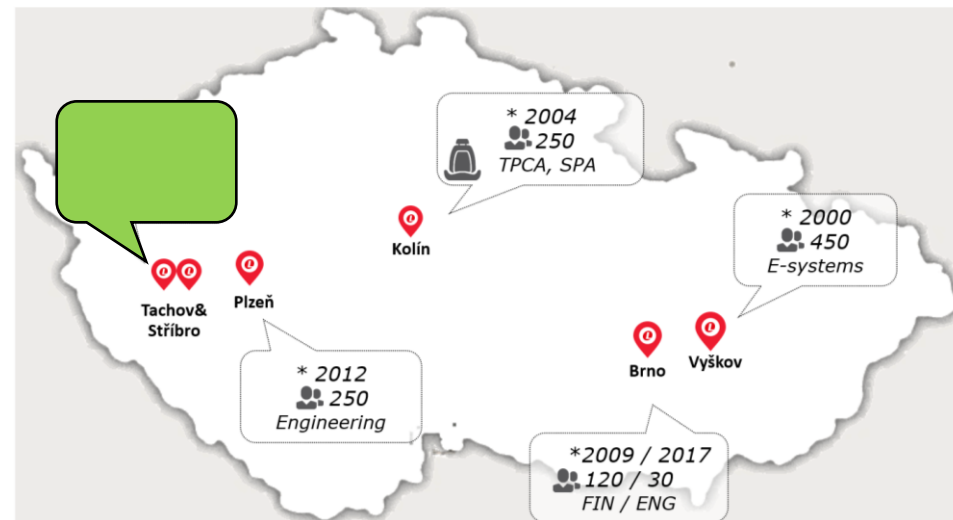 * 2004
250
TPCA, SPA
Kolín
* 2000
450
E-systems
Tachov&
Stříbro
Plzeň
* 2012
250
Engineering
Brno
Vyškov
*2009 / 2017
120 / 30
FIN / ENG